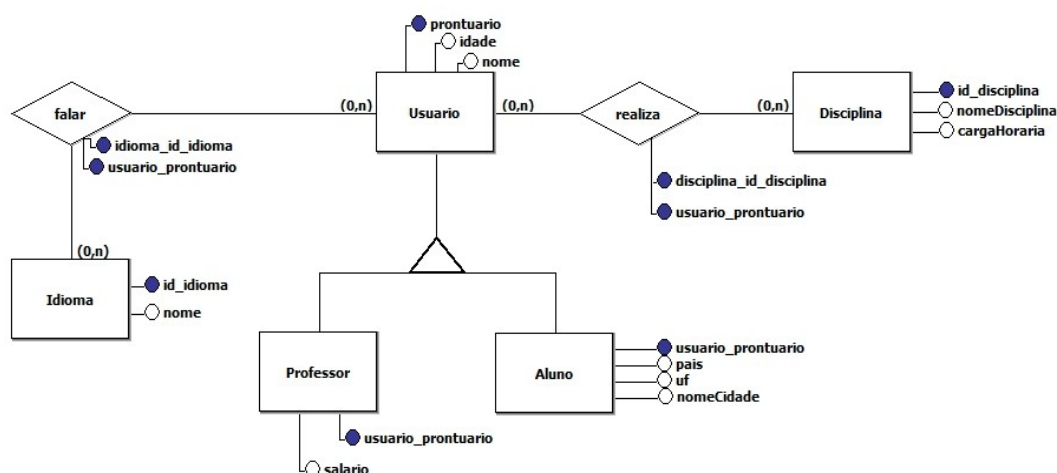 prontuario
idade
nome
falar
(0,n)
Usuario
(0,n)
realiza
(0,n)
Disciplina
id_disciplina
nomeDisciplina
cargaHoraria
idioma_id_idioma
usuario_prontuario
disciplina_id_disciplina
usuario_prontuario
(0,n)
Idioma
id_idioma
nome
Professor
usuario_prontuario
salario
Aluno
usuario_prontuario
pais
uf
nomeCidade